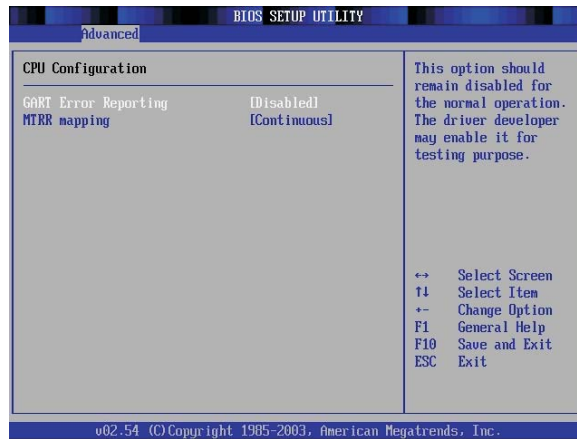 BIOS SETUP UTILITY
Advanced
CPU Configuration
GART Error Reporting [Disabled]
MTRR mapping [Continuous]
This option should
remain disabled for
the normal operation.
The driver developer
may enable it for
testing purpose.
↔ Select Screen
↑↓ Select Item
+- Change Option
F1 General Help
F10 Save and Exit
ESC Exit
v02.54 (C)Copyright 1985-2003, American Megatrends, Inc.